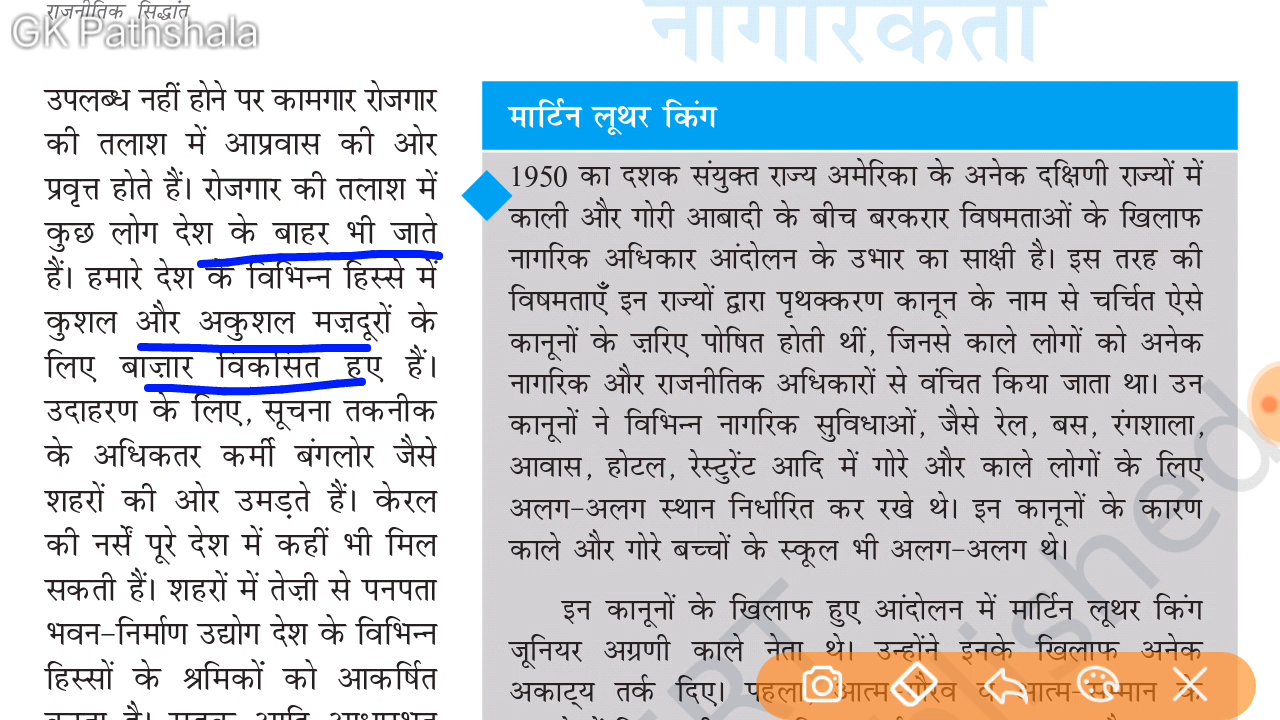 राजनीतिक सिद्धांत
GK Pathshala
नागरिकता
उपलब्ध नहीं होने पर कामगार रोजगार
की तलाश में आप्रवास की ओर
प्रवृत्त होते हैं। रोजगार की तलाश में
कुछ लोग देश के बाहर भी जाते
हैं। हमारे देश के विभिन्न हिस्से में
कुशल और अकुशल मज़दूरों के
लिए बाज़ार विकसित हुए हैं।
उदाहरण के लिए, सूचना तकनीक
के अधिकतर कर्मी बंगलोर जैसे
शहरों की ओर उमड़ते हैं। केरल
की नर्सें पूरे देश में कहीं भी मिल
सकती हैं। शहरों में तेज़ी से पनपता
भवन-निर्माण उद्योग देश के विभिन्न
हिस्सों के श्रमिकों को आकर्षित
मार्टिन लूथर किंग
1950 का दशक संयुक्त राज्य अमेरिका के अनेक दक्षिणी राज्यों में
काली और गोरी आबादी के बीच बरकरार विषमताओं के खिलाफ
नागरिक अधिकार आंदोलन के उभार का साक्षी है। इस तरह की
विषमताएँ इन राज्यों द्वारा पृथक्करण कानून के नाम से चर्चित ऐसे
कानूनों के ज़रिए पोषित होती थीं, जिनसे काले लोगों को अनेक
नागरिक और राजनीतिक अधिकारों से वंचित किया जाता था। उन
कानूनों ने विभिन्न नागरिक सुविधाओं, जैसे रेल, बस, रंगशाला,
आवास, होटल, रेस्टुरेंट आदि में गोरे और काले लोगों के लिए
अलग-अलग स्थान निर्धारित कर रखे थे। इन कानूनों के कारण
काले और गोरे बच्चों के स्कूल भी अलग-अलग थे।
इन कानूनों के खिलाफ हुए आंदोलन में मार्टिन लूथर किंग
जूनियर अग्रणी काले नेता थे। उन्होंने इनके खिलाफ अनेक
अकाट्य तर्क दिए। पहला, आत्म-गौरव व आत्म-सम्मान के